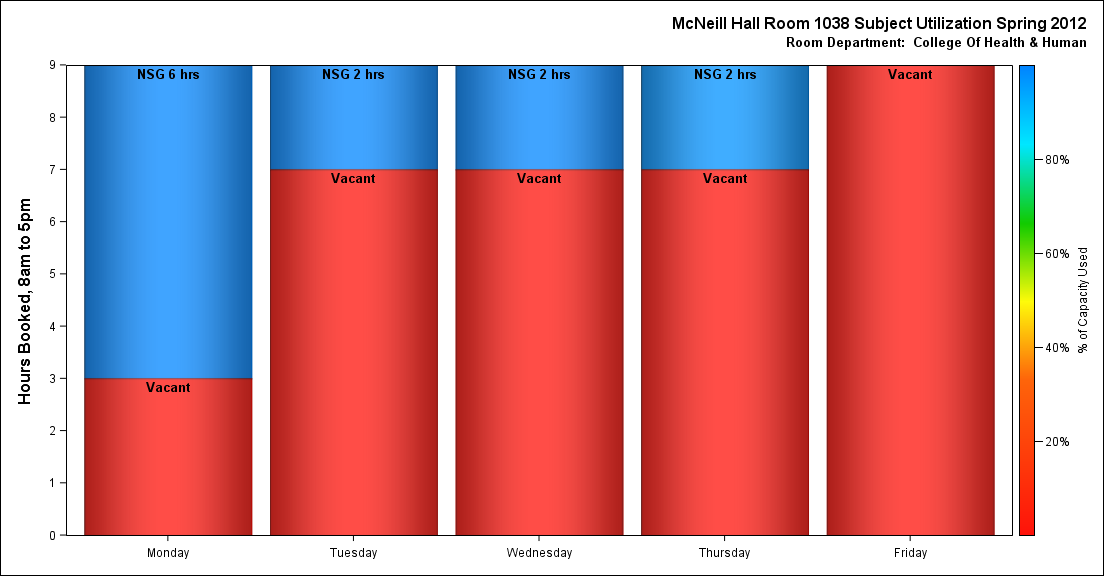 McNeill Hall Room 1038 Subject Utilization Spring 2012
Room Department:  College Of Health & Human
Hours Booked, 8am to 5pm
9
8
7
6
5
4
3
2
1
0
NSG 6 hrs
Vacant
NSG 2 hrs
Vacant
NSG 2 hrs
Vacant
NSG 2 hrs
Vacant
Vacant
Monday
Tuesday
Wednesday
Thursday
Friday
80%
60%
40%
20%
% of Capacity Used